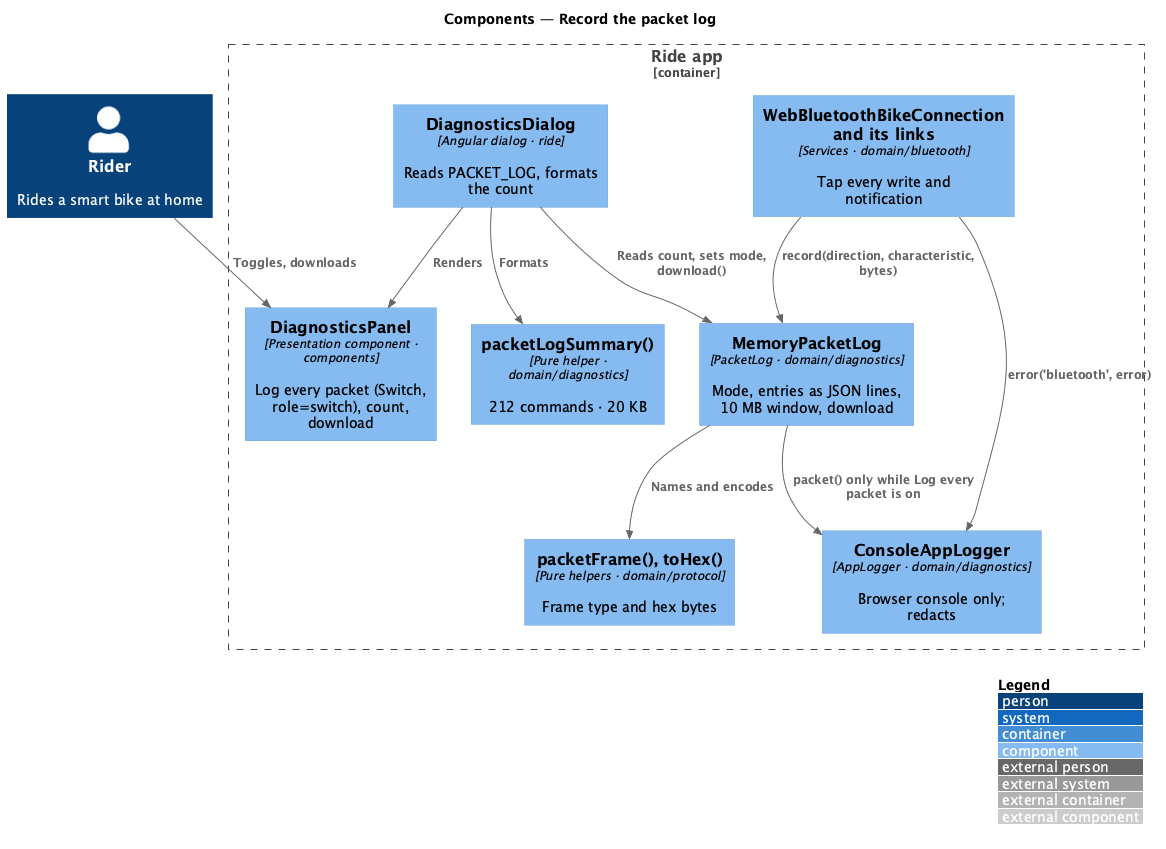 Components — Record the packet log
Ride app
[container]
Rider
Rides a smart bike at home
DiagnosticsDialog
[Angular dialog · ride]
Reads PACKET_LOG, formats
the count
WebBluetoothBikeConnection
and its links
[Services · domain/bluetooth]
Tap every write and
notification
Toggles, downloads
Renders
Formats
Reads count, sets mode,
download()
record(direction, characteristic,
bytes)
error('bluetooth', error)
DiagnosticsPanel
[Presentation component ·
components]
Log every packet (Switch,
role=switch), count,
download
packetLogSummary()
[Pure helper ·
domain/diagnostics]
212 commands · 20 KB
MemoryPacketLog
[PacketLog · domain/diagnostics]
Mode, entries as JSON lines,
10 MB window, download
Names and encodes
packet() only while Log every
packet is on
packetFrame(), toHex()
[Pure helpers · domain/protocol]
Frame type and hex bytes
ConsoleAppLogger
[AppLogger · domain/diagnostics]
Browser console only;
redacts
Legend
person
system
container
component
external person
external system
external container
external component